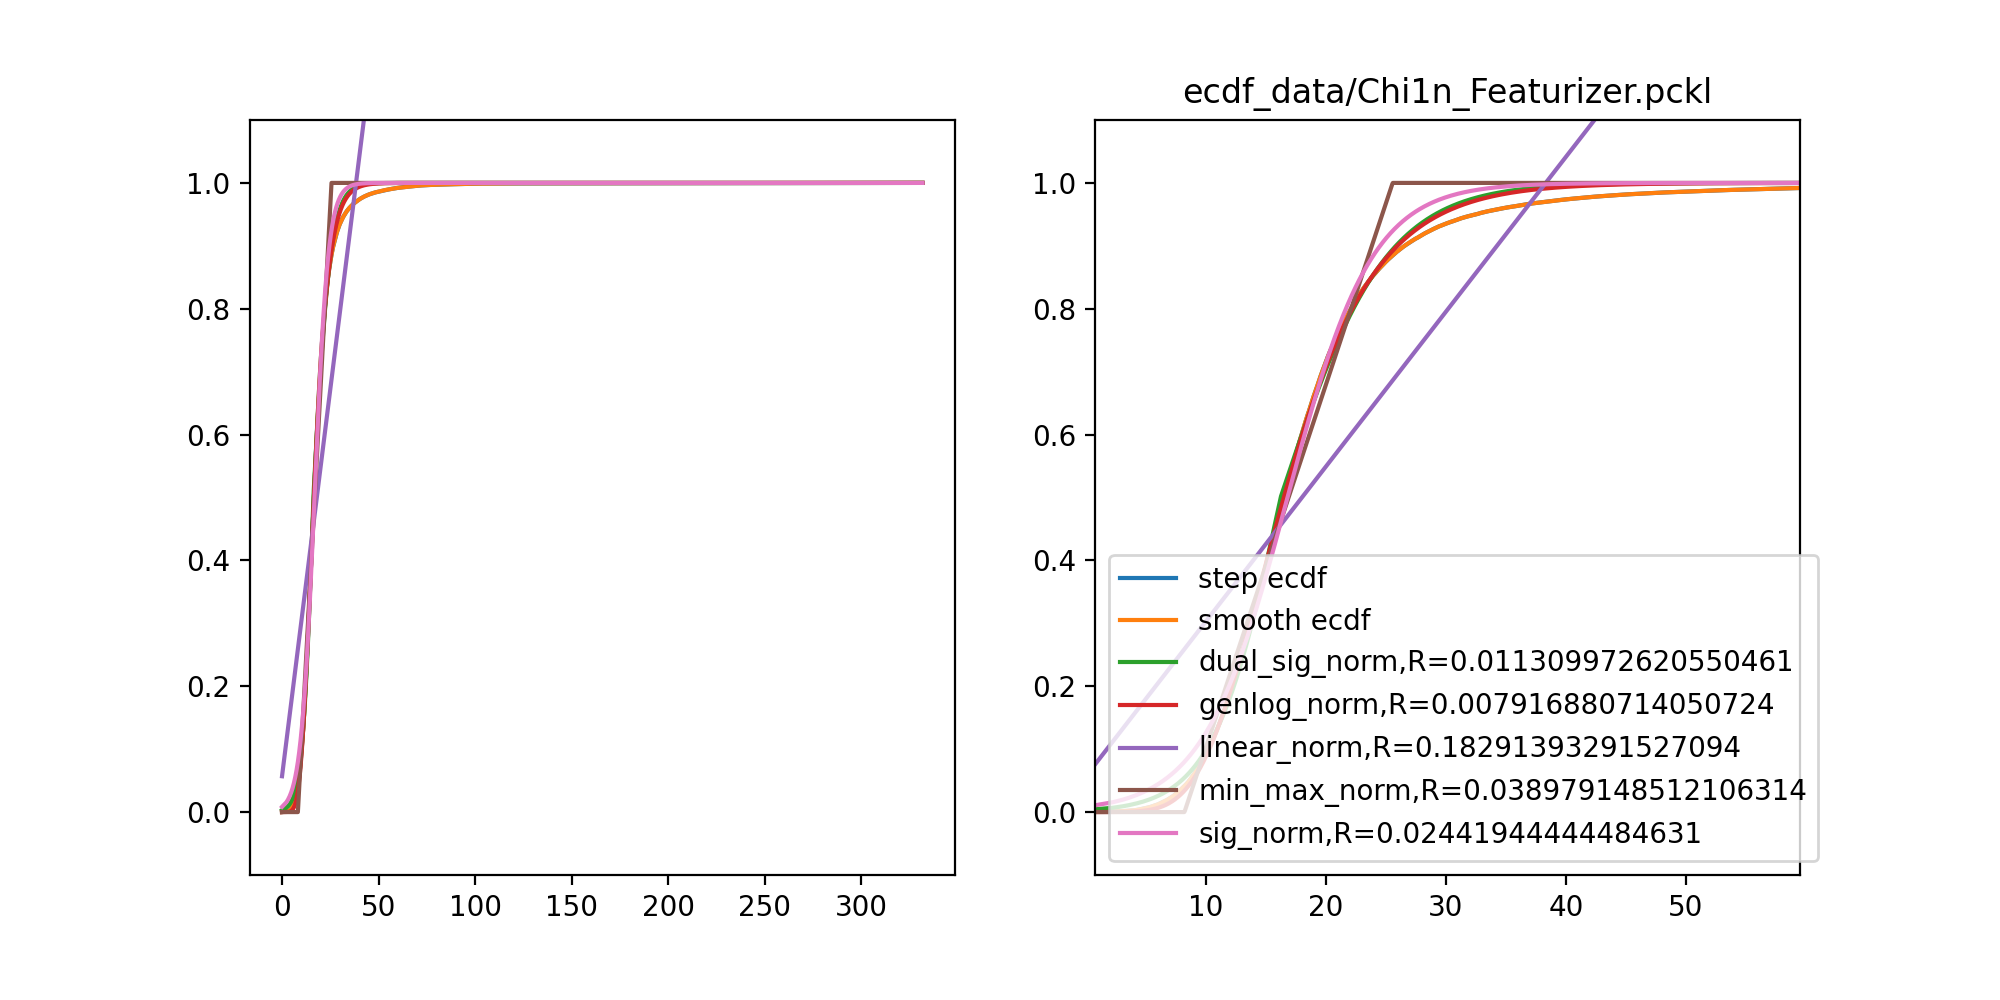 ecdf_data/Chi1n_Featurizer.pckl
1.0
0.8
0.6
0.4
0.2
0.0
0 50 100 150 200 250 300
1.0
0.8
0.6
0.4
0.2
0.0
10 20 30 40 50
step ecdf
smooth ecdf
dual_sig_norm,R=0.011309972620550461
genlog_norm,R=0.007916880714050724
linear_norm,R=0.18291393291527094
min_max_norm,R=0.038979148512106314
sig_norm,R=0.02441944444484631